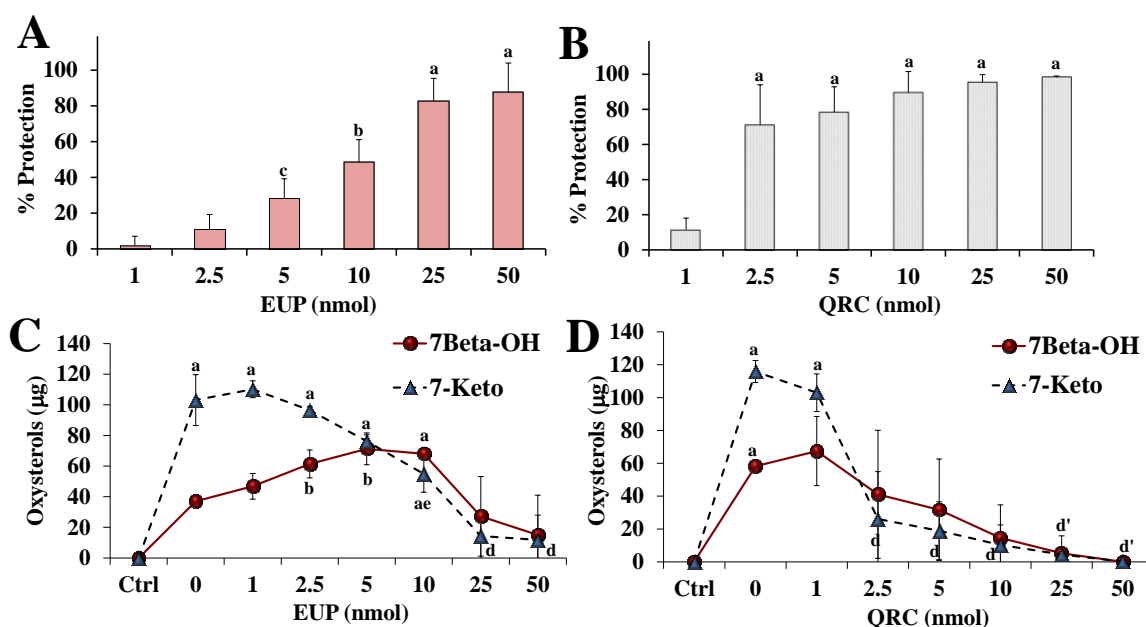 A
% Protection
100
80
60
40
20
0
c
b
a
a
1 2.5 5 10 25 50
EUP (nmol)
B
% Protection
100
80
60
40
20
0
a a a a a
1 2.5 5 10 25 50
QRC (nmol)
C
Oxysterols (µg)
140
120
100
80
60
40
20
0
7Beta-OH
7-Keto
a a a a a
b b ae d d
Ctrl 0 1 2.5 5 10 25 50
EUP (nmol)
D
Oxysterols (µg)
140
120
100
80
60
40
20
0
7Beta-OH
7-Keto
a a
a
d d d d' d'
Ctrl 0 1 2.5 5 10 25 50
QRC (nmol)